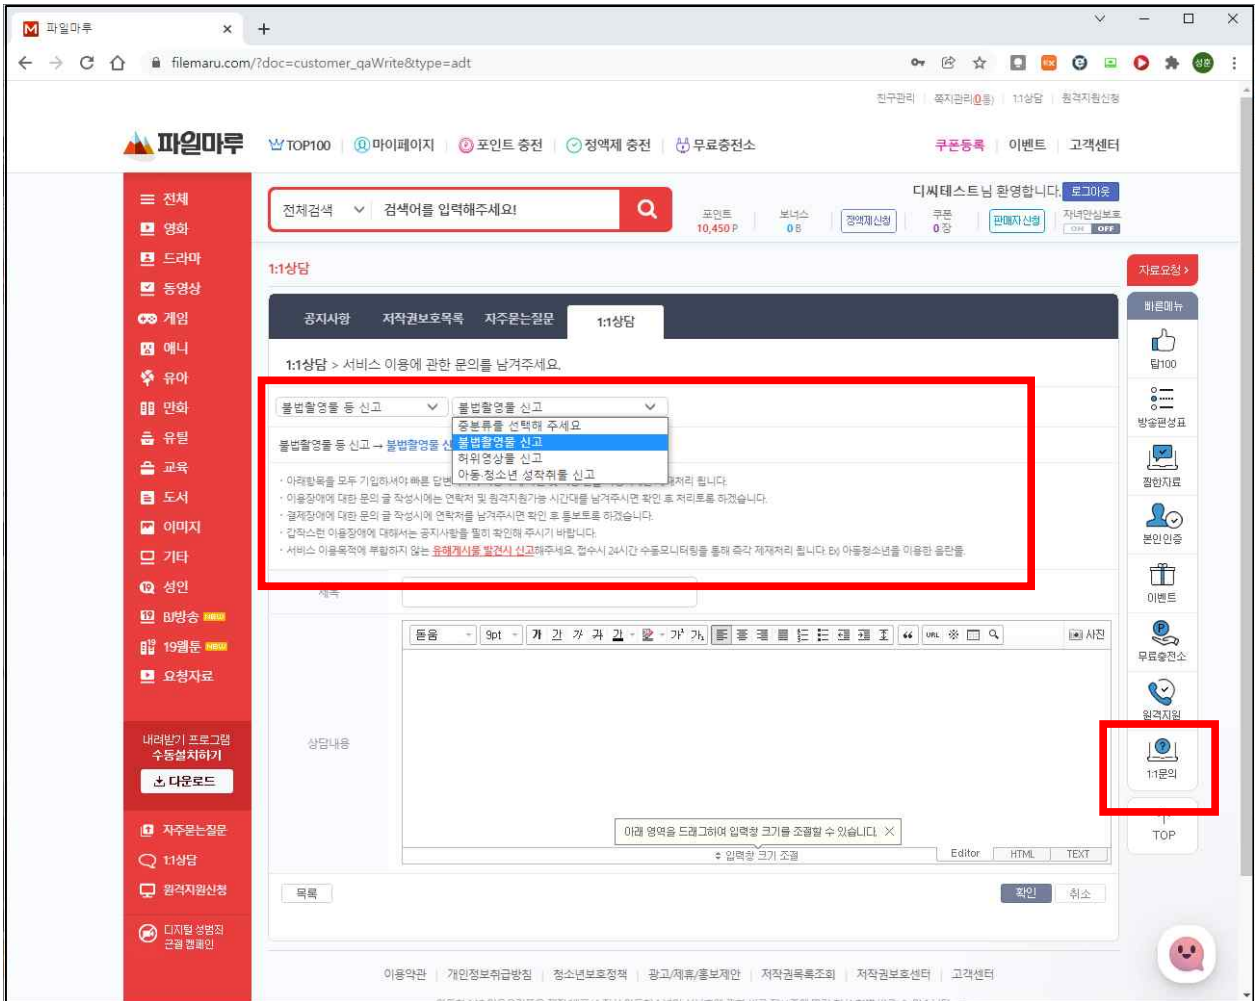 파일마루
filemaru.com/?doc=customer_qaWrite&type=adt
성훈
친구관리 쪽지관리(0통) 1:1상담 원격지원신청
파일마루 TOP100 마이페이지 포인트 충전 정액제 충전 무료충전소 쿠폰등록 이벤트 고객센터
디씨테스트님 환영합니다. 로그아웃
전체검색 검색어를 입력해주세요!
포인트 보너스 정액제신청 쿠폰 판매자신청 자녀안심보호
10,450 P 0 B 0 장 ON OFF
전체
영화
드라마
동영상
게임
애니
유아
만화
유틸
교육
도서
이미지
기타
성인
BJ방송 NEW
19웹툰 NEW
요청자료
내려받기 프로그램
수동설치하기
다운로드
자주묻는질문
1:1상담
원격지원신청
디지털 성범죄
근절 캠페인
1:1상담
공지사항 저작권보호목록 자주묻는질문 1:1상담
1:1상담 > 서비스 이용에 관한 문의를 남겨주세요.
불법촬영물 등 신고 불법촬영물 신고
중분류를 선택해 주세요
불법촬영물 신고
허위영상물 신고
아동·청소년 성착취물 신고
불법촬영물 등 신고 → 불법촬영물 신
· 아래항목을 모두 기입하셔야 빠른 답변 재처리 됩니다.
· 이용장애에 대한 문의 글 작성시에는 연락처 및 원격지원가능 시간대를 남겨주시면 확인 후 처리토록 하겠습니다.
· 결제장애에 대한 문의 글 작성시에 연락처를 남겨주시면 확인 후 통보토록 하겠습니다.
· 갑작스런 이용장애에 대해서는 공지사항을 필히 확인해 주시기 바랍니다.
· 서비스 이용목적에 부합하지 않는 유해게시물 발견시 신고해주세요. 접수시 24시간 수동모니터링을 통해 즉각 제재처리 됩니다. Ex) 아동청소년을 이용한 음란물.
제목
돋움 9pt 가 간 가 과 가 가 가 URL 사진
상담내용
아래 영역을 드래그하여 입력창 크기를 조절할 수 있습니다.
입력창 크기 조절 Editor HTML TEXT
목록 확인 취소
자료요청 >
빠른메뉴
탑100
방송편성표
찜한자료
본인인증
이벤트
무료충전소
원격지원
1:1문의
TOP
이용약관 개인정보취급방침 청소년보호정책 광고/제휴/홍보제안 저작권목록조회 저작권보호센터 고객센터